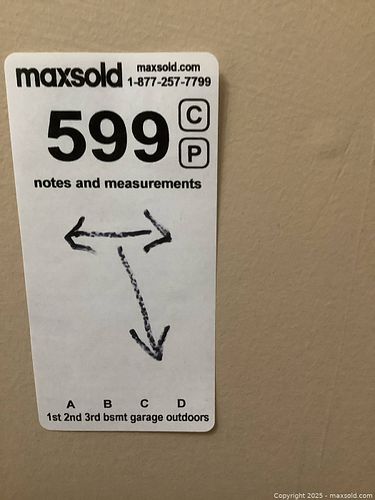 maxsold
maxsold.com
1-877-257-7799
599
C
P
notes and measurements
A B C D
1st 2nd 3rd bsmt garage outdoors
Copyright 2025 - maxsold.com